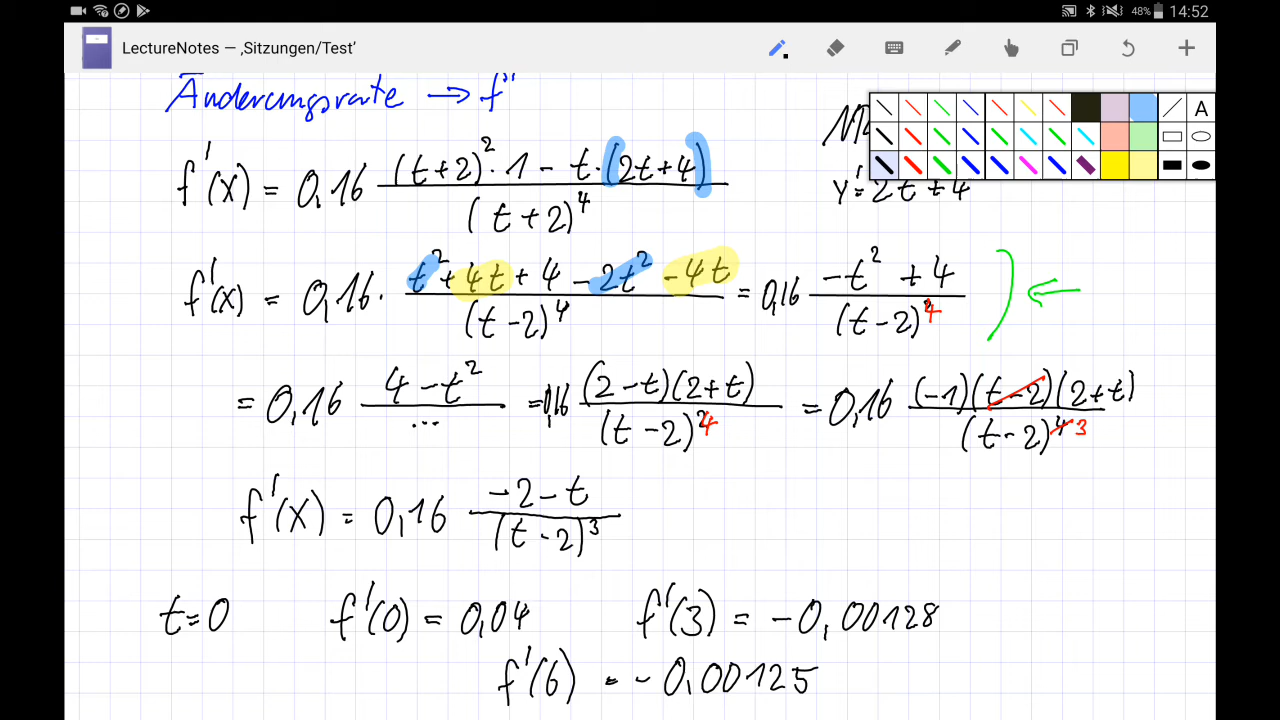 48% 14:52
LectureNotes — ‚Sitzungen/Test’
A
Änderungsrate → f'
f'(x) = 0,16 ((t+2)² · 1 - t · (2t+4)) / (t+2)⁴
y' = 2t + 4
f'(x) = 0,16 · (t² + 4t + 4 - 2t² - 4t) / (t-2)⁴ = 0,16 (-t² + 4) / (t-2)⁴
= 0,16 (4 - t²) / ... = 0,16 ((2-t)(2+t)) / (t-2)⁴ = 0,16 ((-1)(t-2)(2+t)) / (t-2)⁴ ³
f'(x) = 0,16 (-2-t) / (t-2)³
t=0 f'(0) = 0,04 f'(3) = -0,00128
f'(6) = -0,00125